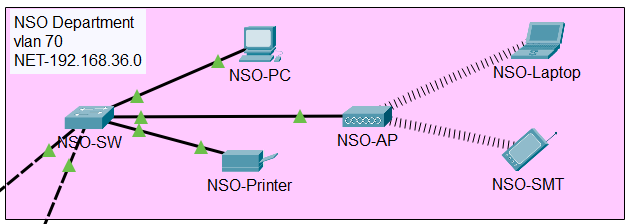 NSO Department
vlan 70
NET-192.168.36.0
NSO-PC
NSO-Laptop
NSO-SW
NSO-AP
NSO-Printer
NSO-SMT